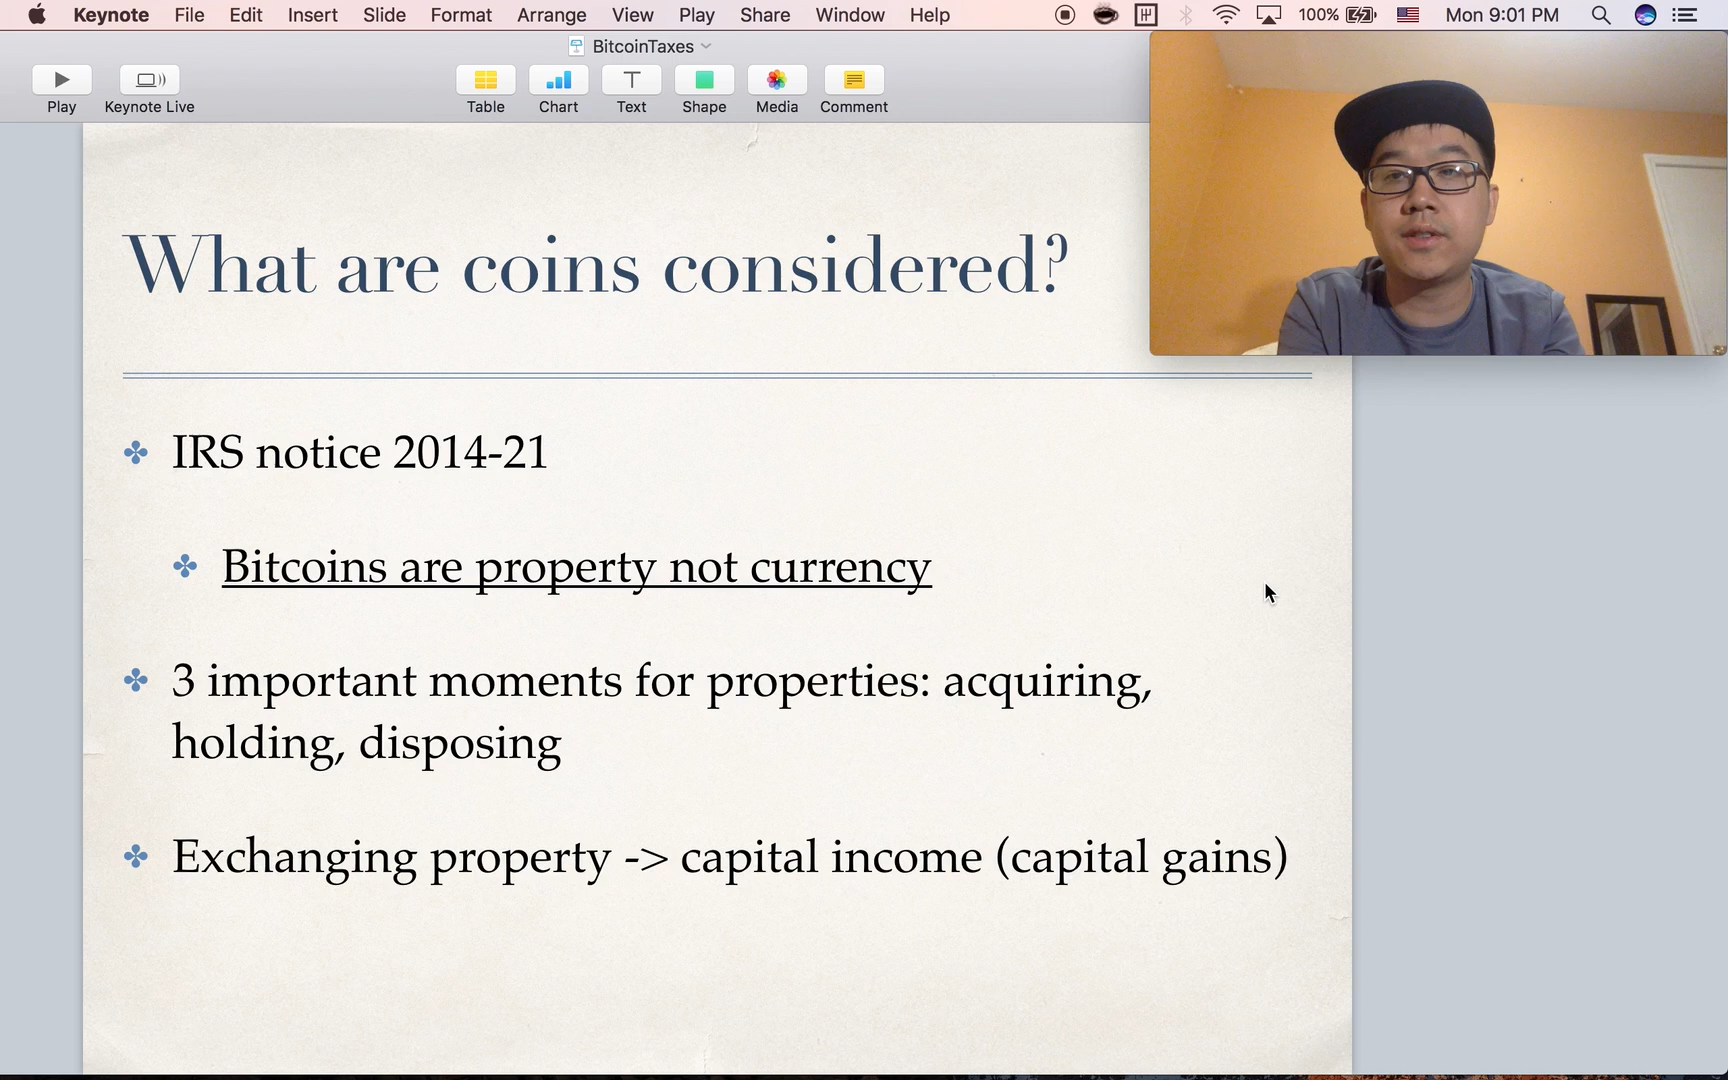 Keynote File Edit Insert Slide Format Arrange View Play Share Window Help 100% Mon 9:01 PM
BitcoinTaxes
Play Keynote Live Table Chart Text Shape Media Comment
What are coins considered?
IRS notice 2014-21
Bitcoins are property not currency
3 important moments for properties: acquiring,
holding, disposing
Exchanging property -> capital income (capital gains)